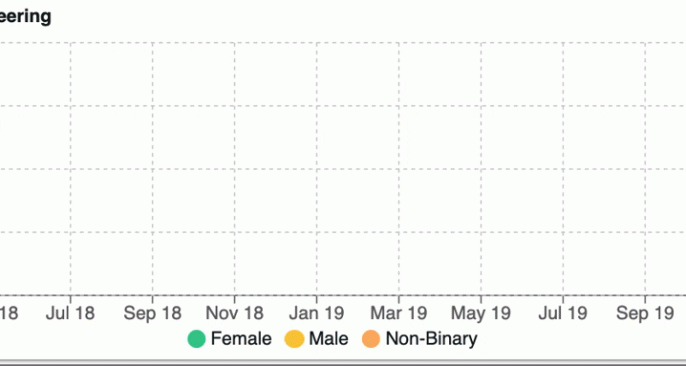 eering
18 Jul 18 Sep 18 Nov 18 Jan 19 Mar 19 May 19 Jul 19 Sep 19
Female Male Non-Binary